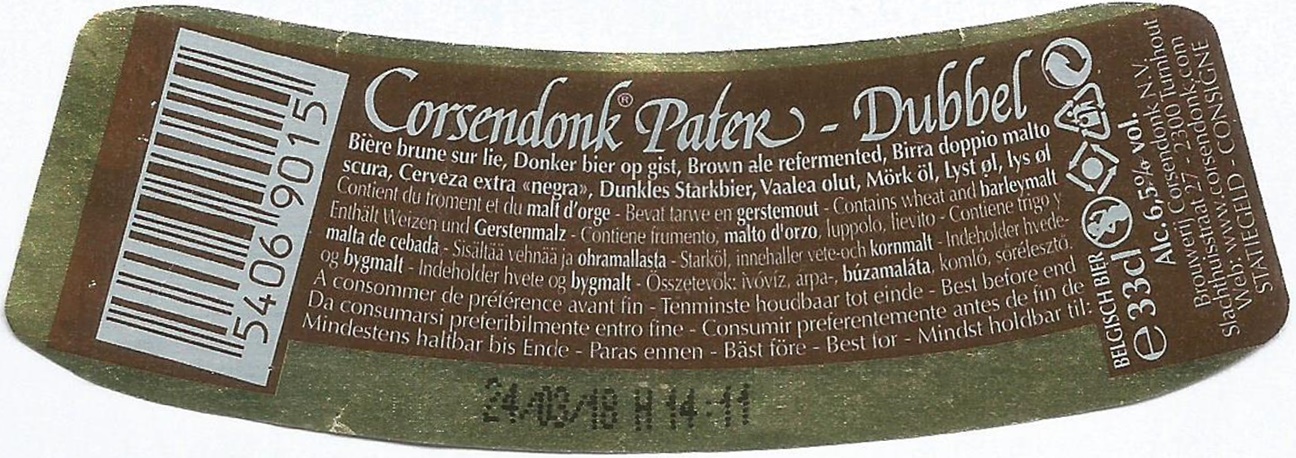 5406 9015
Corsendonk® Pater - Dubbel
Bière brune sur lie, Donker bier op gist, Brown ale refermented, Birra doppio malto
scura, Cerveza extra «negra», Dunkles Starkbier, Vaalea olut, Mörk öl, Lyst øl, lys øl
Contient du froment et du malt d'orge - Bevat tarwe en gerstemout - Contains wheat and barleymalt
Enthält Weizen und Gerstenmalz - Contiene frumento, malto d'orzo, luppolo, lievito - Contiene trigo y
malta de cebada - Sisältää vehnää ja ohramallasta - Starköl, innehaller vete-och kornmalt - Indeholder hvede-
og bygmalt - Indeholder hvete og bygmalt - Összetevok: ivóvíz, arpa-, búzamaláta, komló, sörélesztö.
A consommer de préférence avant fin - Tenminste houdbaar tot einde - Best before end
Da consumarsi preferibilmente entro fine - Consumir preferentemente antes de fin de
Mindestens haltbar bis Ende - Paras ennen - Bäst före - Best for - Mindst holdbar til:
24/03/18 H 14:11
BELGISCH BIER
e 33cl
Alc. 6,5% vol.
Brouwerij Corsendonk N.V.
Slachthuisstraat 27 - 2300 Turnhout
Web: www.corsendonk.com
STATIEGELD - CONSIGNE